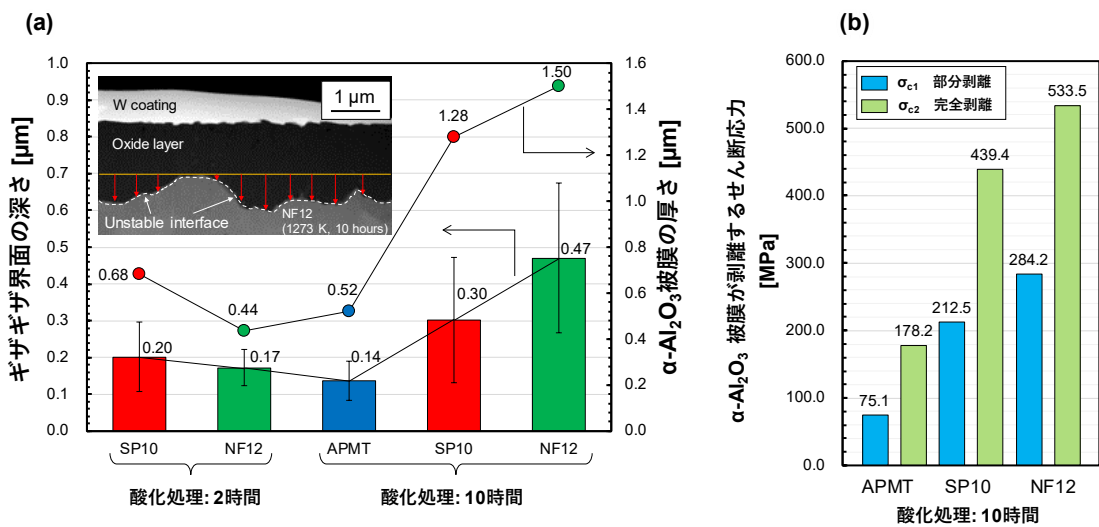 (a)
ギザギザ界面の深さ [μm]
1.0
0.9
0.8
0.7
0.6
0.5
0.4
0.3
0.2
0.1
0.0
W coating
1 μm
Oxide layer
Unstable interface
NF12
(1273 K, 10 hours)
0.68
0.44
0.52
1.28
1.50
0.20
0.17
0.14
0.30
0.47
1.6
1.4
1.2
1.0
0.8
0.6
0.4
0.2
0.0
α-Al₂O₃被膜の厚さ [μm]
SP10
NF12
APMT
SP10
NF12
酸化処理: 2時間
酸化処理: 10時間
(b)
α-Al₂O₃ 被膜が剥離するせん断応力
[MPa]
600.0
500.0
400.0
300.0
200.0
100.0
0.0
σc1 部分剥離
σc2 完全剥離
75.1
178.2
212.5
439.4
284.2
533.5
APMT
SP10
NF12
酸化処理: 10時間